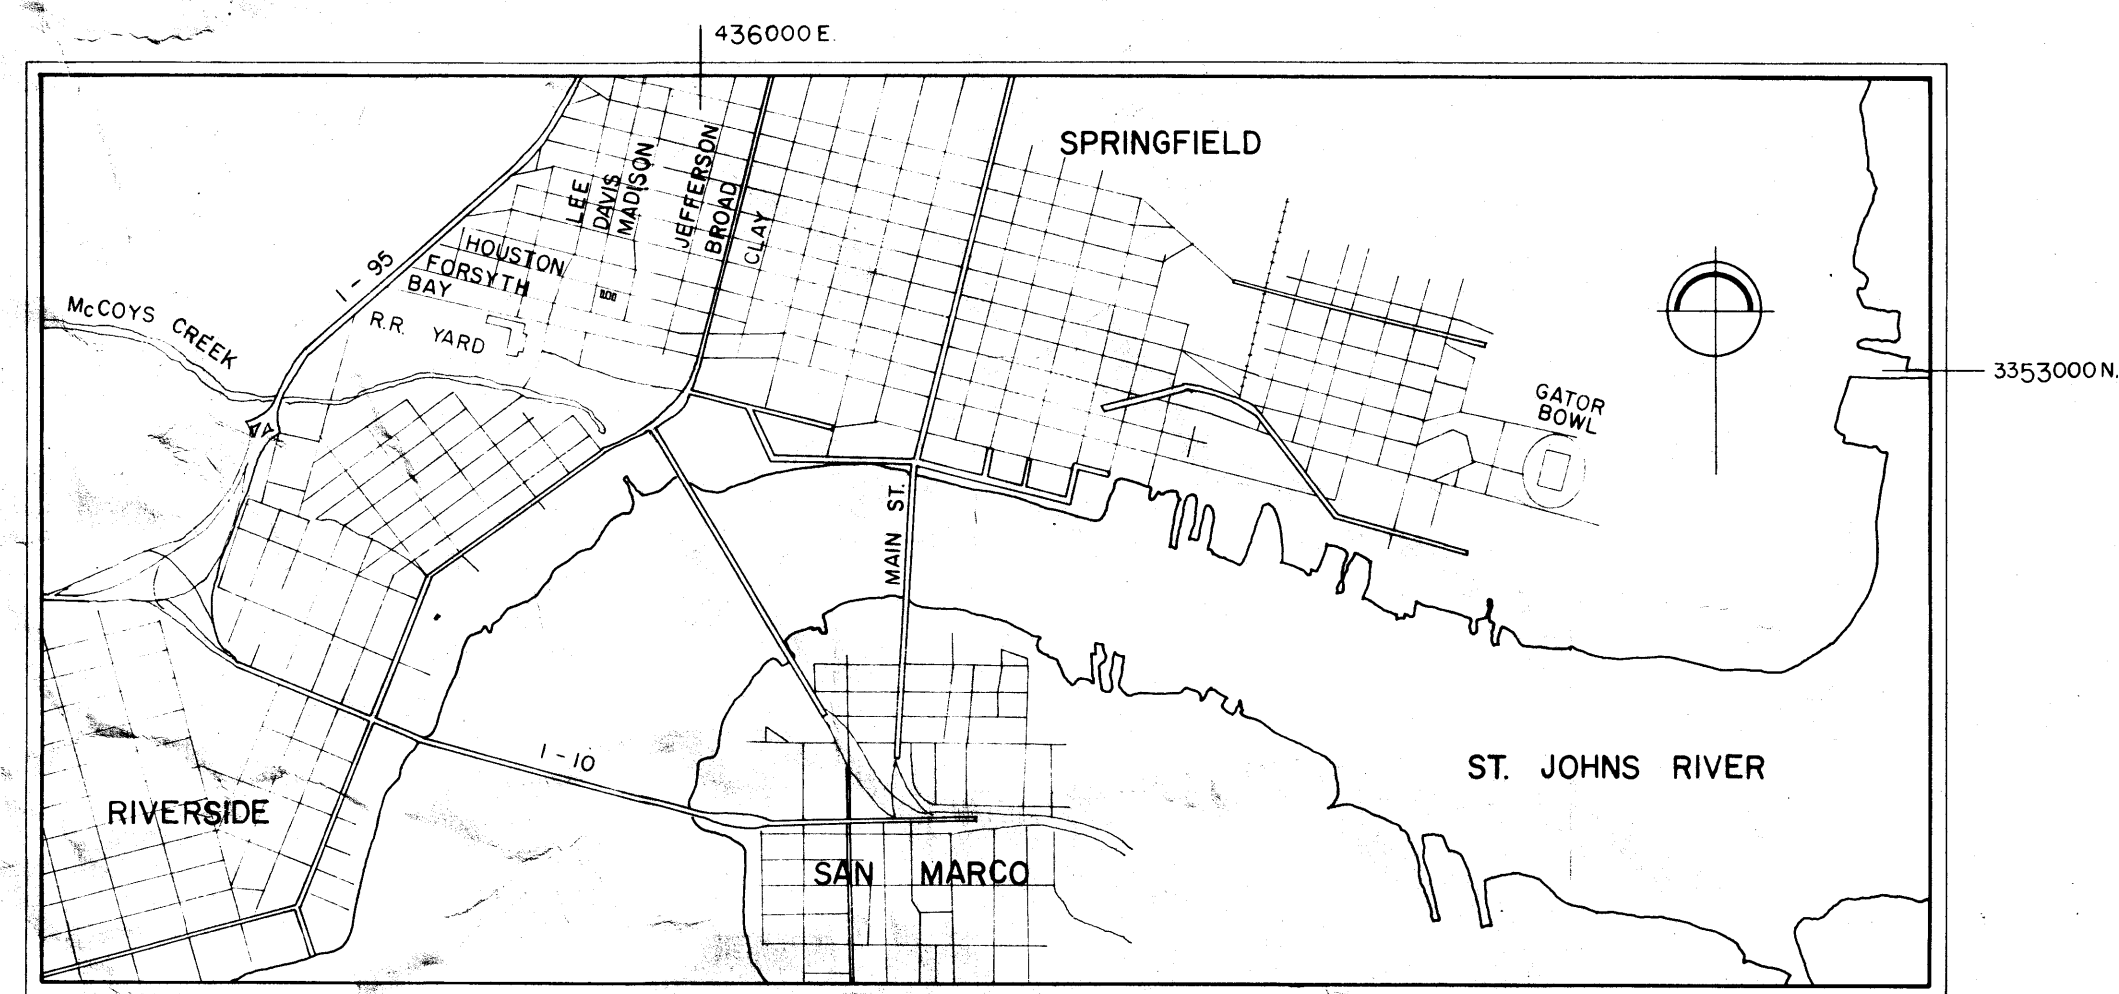 436000 E.
SPRINGFIELD
LEE
DAVIS
MADISON
JEFFERSON
BROAD
CLAY
HOUSTON
FORSYTH
BAY
I - 95
McCOYS CREEK
R.R. YARD
3353000 N.
GATOR
BOWL
MAIN ST.
I - 10
ST. JOHNS RIVER
RIVERSIDE
SAN MARCO